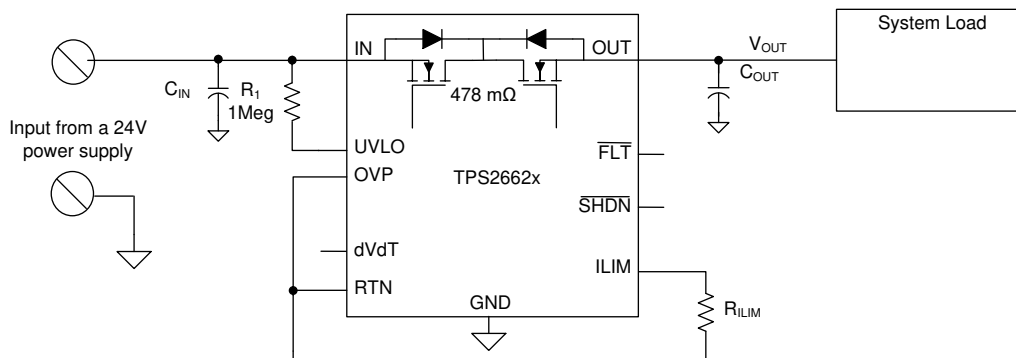 System Load
IN
OUT
V_OUT
C_IN
R_1
1Meg
478 mΩ
C_OUT
Input from a 24V
power supply
UVLO
OVP
TPS2662x
FLT
SHDN
dVdT
ILIM
RTN
GND
R_ILIM